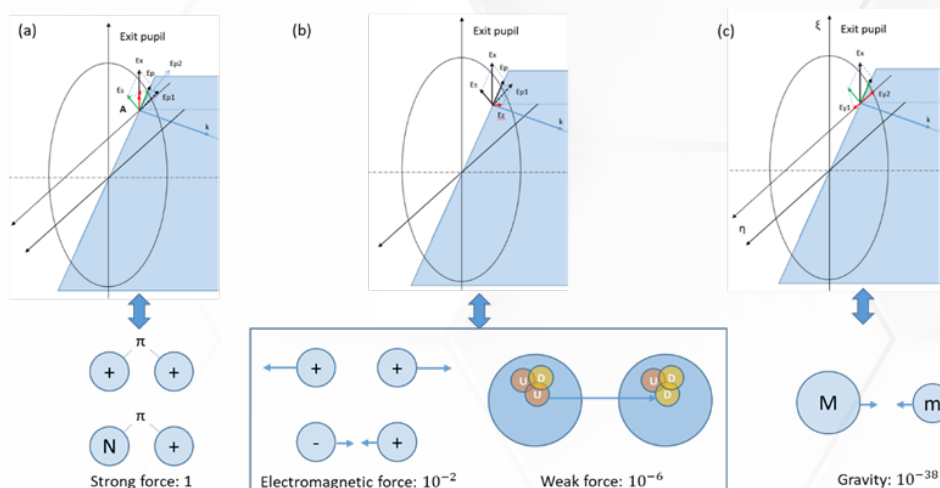 (a)
Exit pupil
Ex
Ep
Ep2
Es
Ep1
A
k
(b)
Exit pupil
Ex
Ep
Es
Ep1
Ez
k
(c)
ξ
Exit pupil
Ex
Ey2
Ey1
k
η
π
+ +
π
N +
Strong force: 1
+ +
- +
Electromagnetic force: 10⁻²
U D
U
U D
D
Weak force: 10⁻⁶
M m
Gravity: 10⁻³⁸